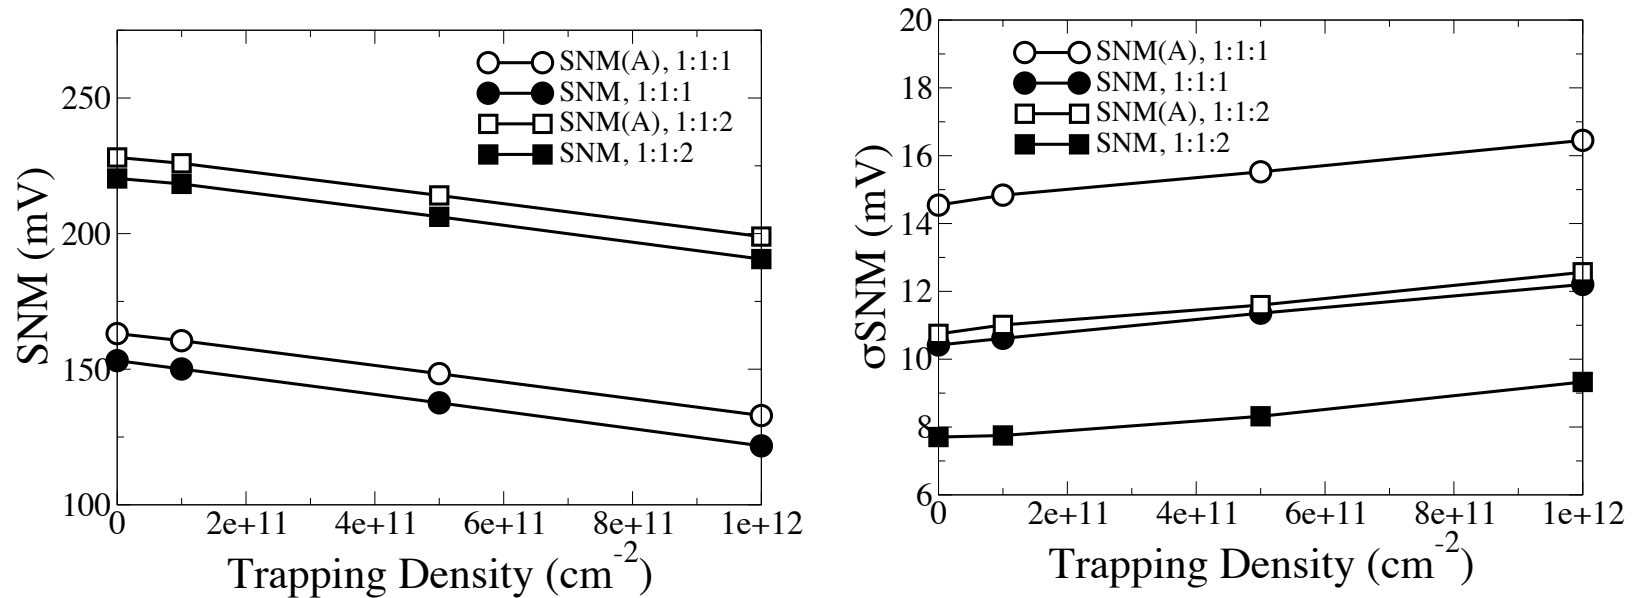 SNM (mV)
250
200
150
100
SNM(A), 1:1:1
SNM, 1:1:1
SNM(A), 1:1:2
SNM, 1:1:2
0 2e+11 4e+11 6e+11 8e+11 1e+12
Trapping Density (cm⁻²)
σSNM (mV)
20
18
16
14
12
10
8
6
SNM(A), 1:1:1
SNM, 1:1:1
SNM(A), 1:1:2
SNM, 1:1:2
0 2e+11 4e+11 6e+11 8e+11 1e+12
Trapping Density (cm⁻²)